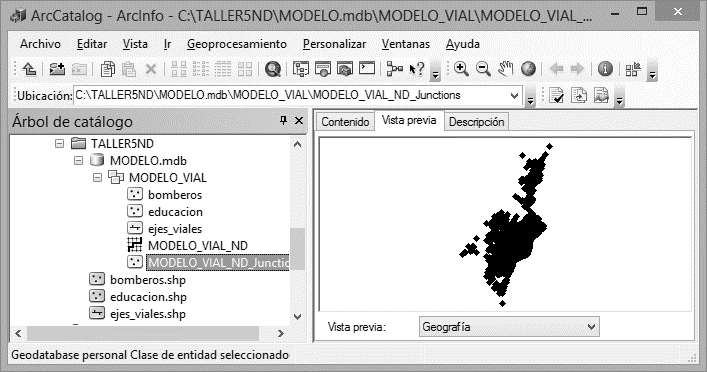 ArcCatalog - ArcInfo - C:\TALLER5ND\MODELO.mdb\MODELO_VIAL\MODELO_VIAL_...
Archivo Editar Vista Ir Geoprocesamiento Personalizar Ventanas Ayuda
Ubicación: C:\TALLER5ND\MODELO.mdb\MODELO_VIAL\MODELO_VIAL_ND_Junctions
Árbol de catálogo
Contenido Vista previa Descripción
TALLER5ND
MODELO.mdb
MODELO_VIAL
bomberos
educacion
ejes_viales
MODELO_VIAL_ND
MODELO_VIAL_ND_Junctio
bomberos.shp
educacion.shp
ejes_viales.shp
Vista previa: Geografía
Geodatabase personal Clase de entidad seleccionado